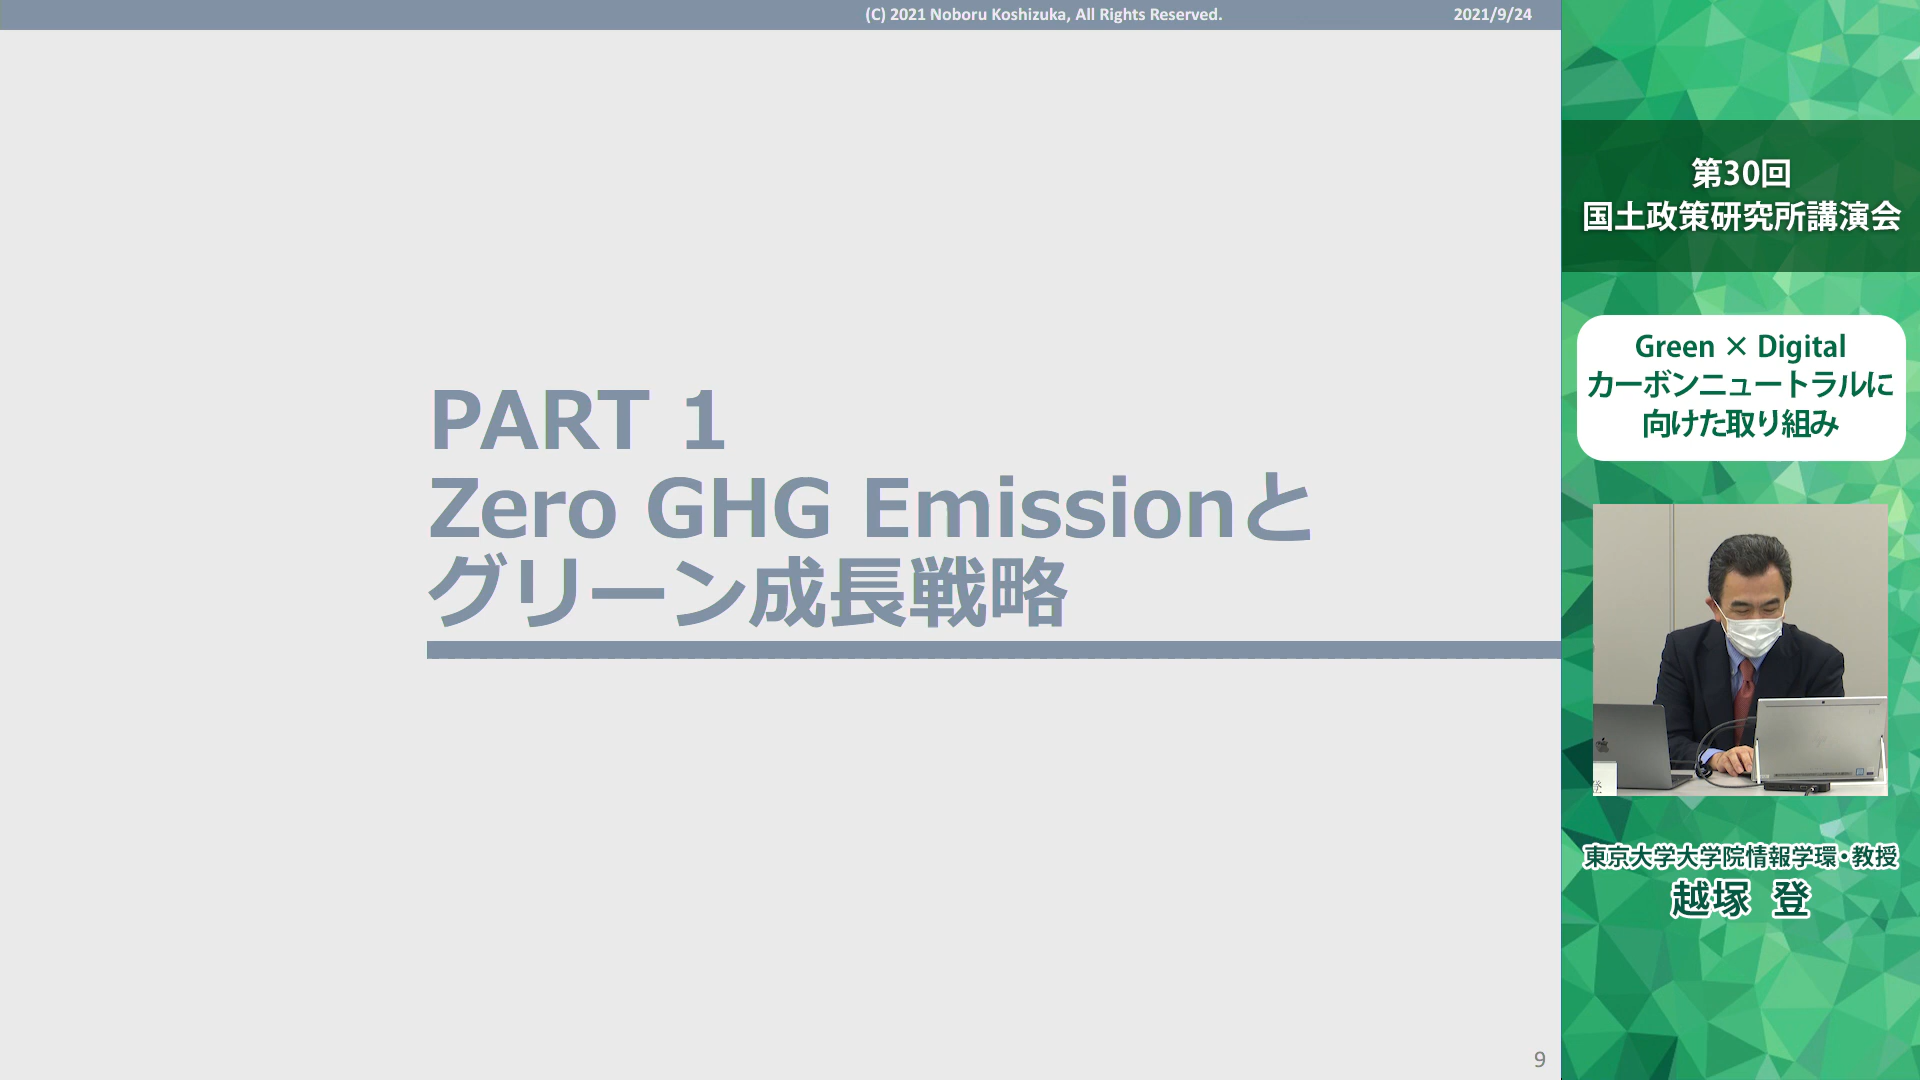 (C) 2021 Noboru Koshizuka, All Rights Reserved.
2021/9/24
PART 1
Zero GHG Emissionと
グリーン成長戦略
9
第30回
国土政策研究所講演会
Green × Digital
カーボンニュートラルに
向けた取り組み
登
東京大学大学院情報学環・教授
越塚 登